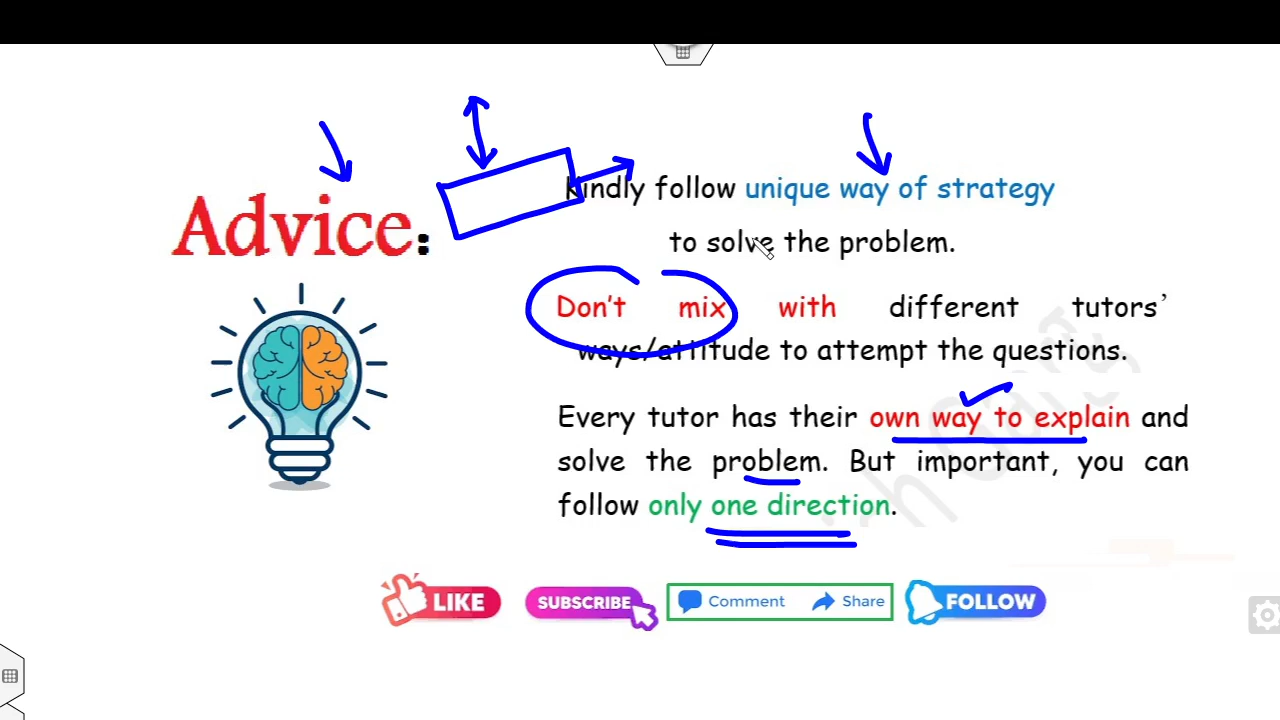 Advice:
Kindly follow unique way of strategy
to solve the problem.
Don't mix with different tutors’
ways/attitude to attempt the questions.
Every tutor has their own way to explain and
solve the problem. But important, you can
follow only one direction.
LIKE
SUBSCRIBE
Comment Share
FOLLOW